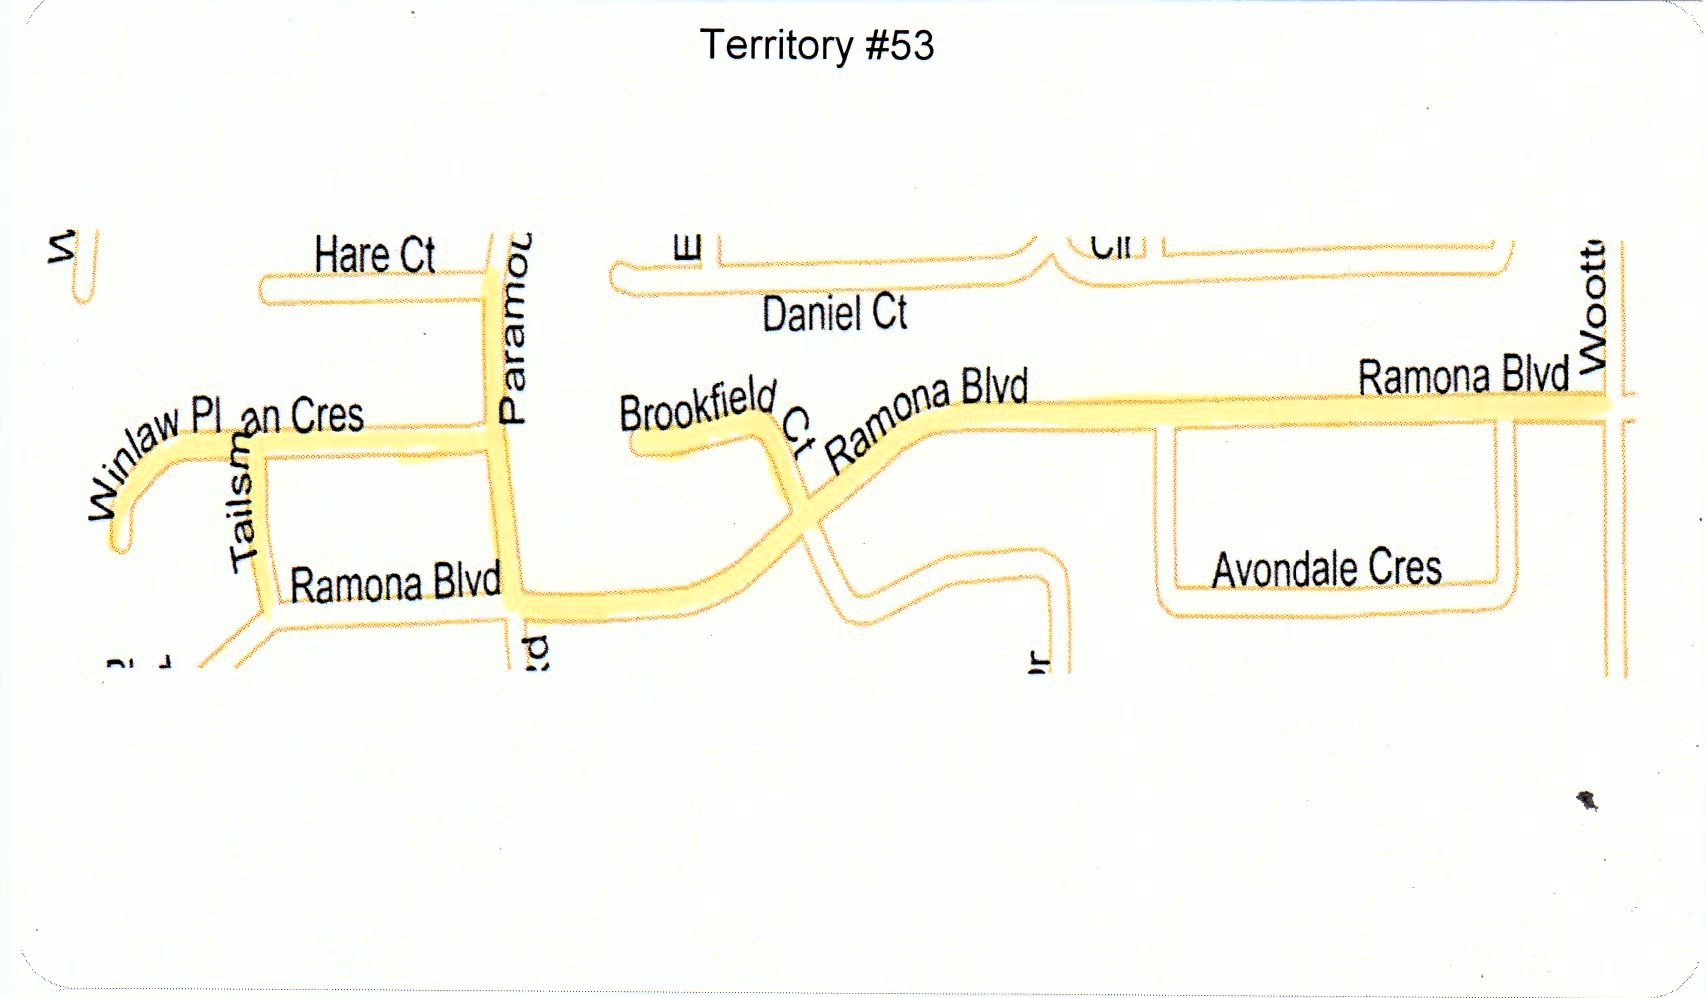 Territory #53
Hare Ct
Paramou
E
Cir
Daniel Ct
Woott
Ramona Blvd
Ramona Blvd
Brookfield Ct
Winlaw Pl
Tailsman Cres
Ramona Blvd
Avondale Cres